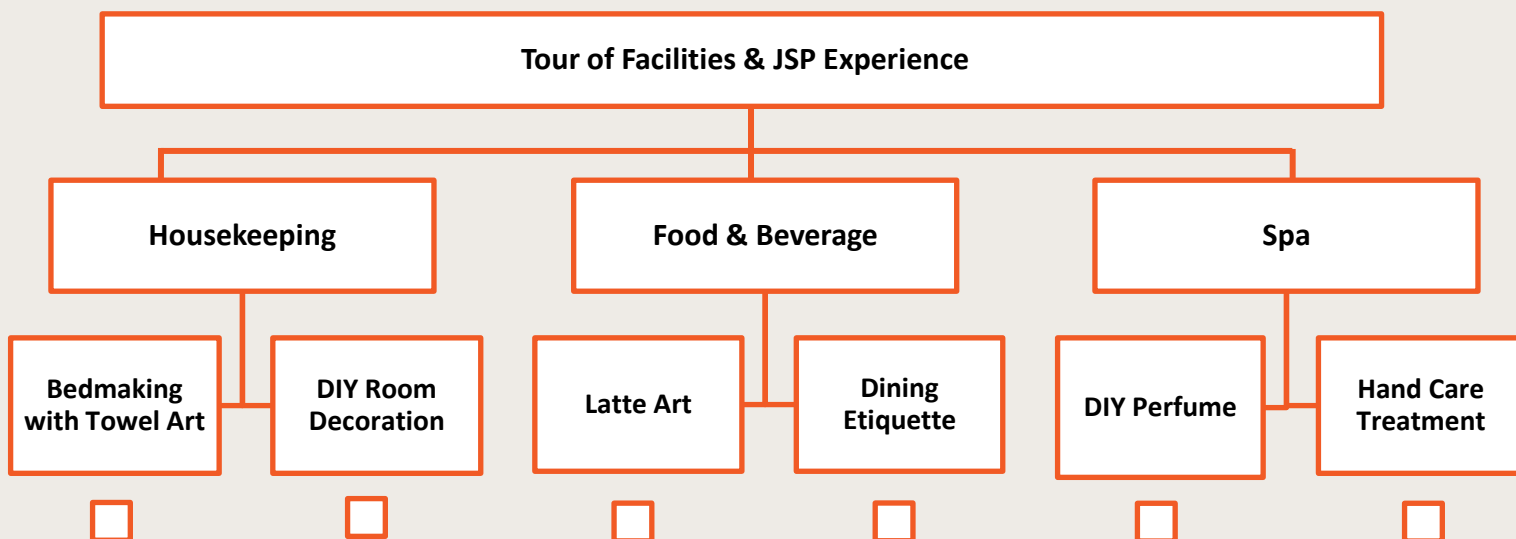 Tour of Facilities & JSP Experience
Housekeeping
Food & Beverage
Spa
Bedmaking
with Towel Art
DIY Room
Decoration
Latte Art
Dining
Etiquette
DIY Perfume
Hand Care
Treatment